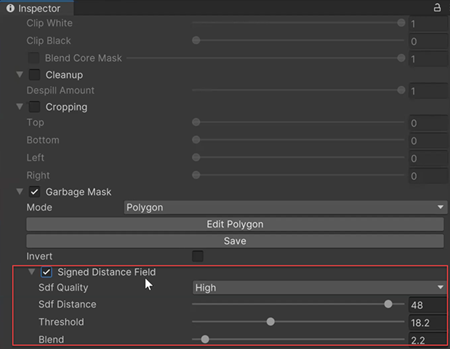 Inspector
Clip White 1
Clip Black 0
Blend Core Mask 1
Cleanup
Despill Amount 1
Cropping
Top 0
Bottom 0
Left 0
Right 0
Garbage Mask
Mode Polygon
Edit Polygon
Save
Invert
Signed Distance Field
Sdf Quality High
Sdf Distance 48
Threshold 18.2
Blend 2.2